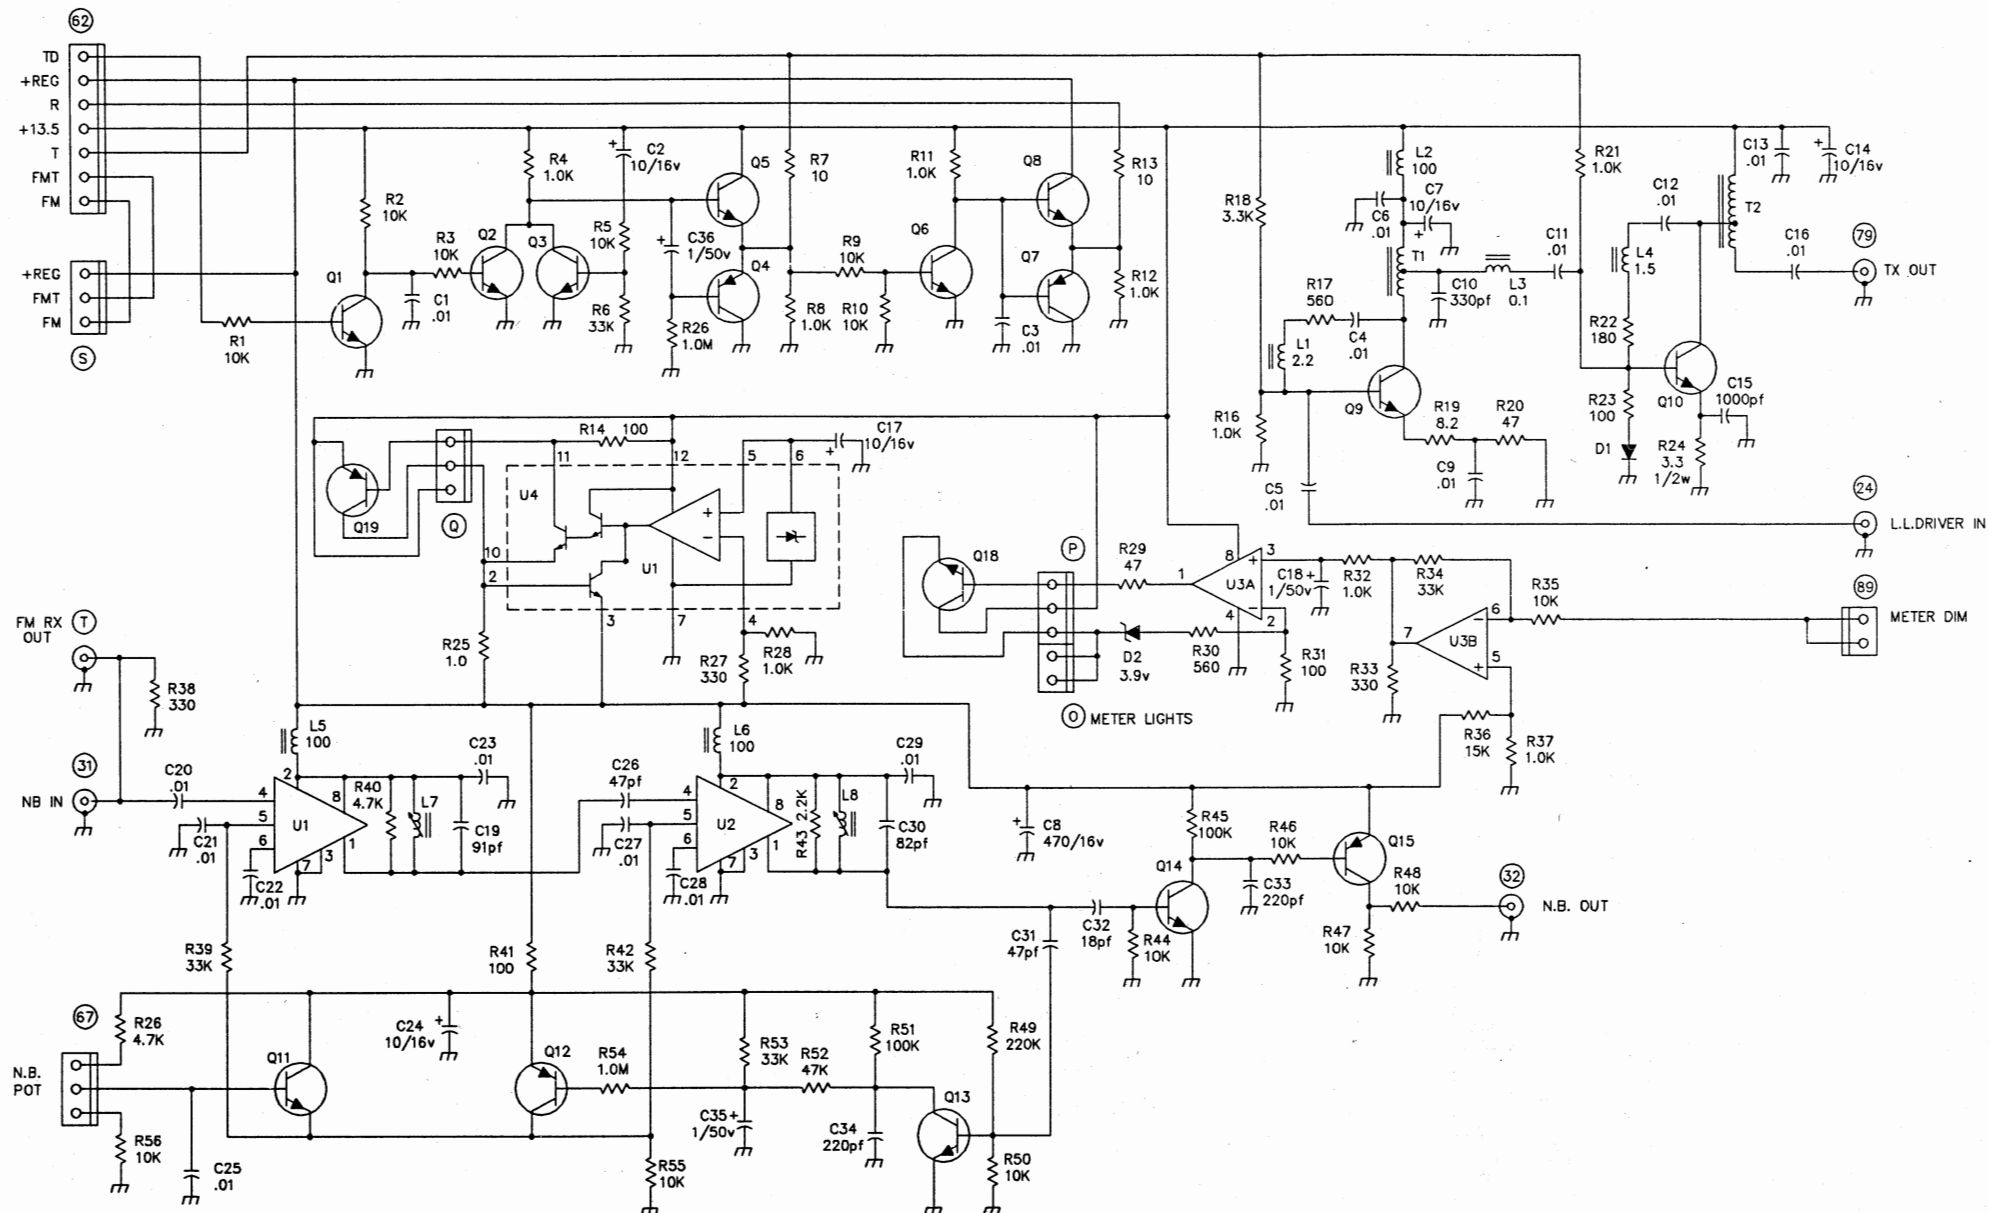 62
TD
+REG
R
+13.5
T
FMT
FM
+REG
FMT
FM
S
R1
10K
Q1
R2
10K
C1
.01
R3
10K
Q2
Q3
R4
1.0K
+
C2
10/16v
R5
10K
R6
33K
+
C36
1/50v
R26
1.0M
Q5
Q4
R7
10
R8
1.0K
R9
10K
R10
10K
R11
1.0K
Q6
Q8
Q7
C3
.01
R13
10
R12
1.0K
R18
3.3K
R16
1.0K
R17
560
L1
2.2
C4
.01
L2
100
C6
.01
C7
10/16v
+
T1
C10
330pf
L3
0.1
C11
.01
Q9
R19
8.2
R20
47
C9
.01
C5
.01
R21
1.0K
C12
.01
L4
1.5
R22
180
R23
100
D1
Q10
R24
3.3
1/2w
C15
1000pf
T2
C13
.01
+
C14
10/16v
C16
.01
79
TX OUT
24
L.L.DRIVER IN
R14
100
Q19
Q
11
12
5
6
C17
10/16v
+
U4
+
−
U1
10
2
3
7
4
R25
1.0
R27
330
R28
1.0K
Q18
P
R29
47
1
8
3
+
U3A
−
4
2
D2
3.9v
R30
560
R31
100
O
METER LIGHTS
C18
+
1/50v
R32
1.0K
R34
33K
R33
330
7
−
6
U3B
+
5
R35
10K
R36
15K
R37
1.0K
89
METER DIM
FM RX
OUT
T
R38
330
31
NB IN
C20
.01
C21
.01
C22
.01
L5
100
2
4
5
6
U1
8
1
7
3
R40
4.7K
L7
C19
91pf
C23
.01
C26
47pf
C27
.01
C28
.01
L6
100
2
4
5
6
U2
8
1
7
3
R43 2.2K
L8
C30
82pf
C29
.01
+
C8
470/16v
R45
100K
R46
10K
Q15
Q14
C33
220pf
R48
10K
32
N.B. OUT
R47
10K
C32
18pf
R44
10K
C31
47pf
R39
33K
R41
100
R42
33K
67
N.B.
POT
R26
4.7K
R56
10K
C25
.01
Q11
C24
10/16v
+
Q12
R54
1.0M
R53
33K
R52
47K
R51
100K
R49
220K
C35
+
1/50v
C34
220pf
Q13
R50
10K
R55
10K